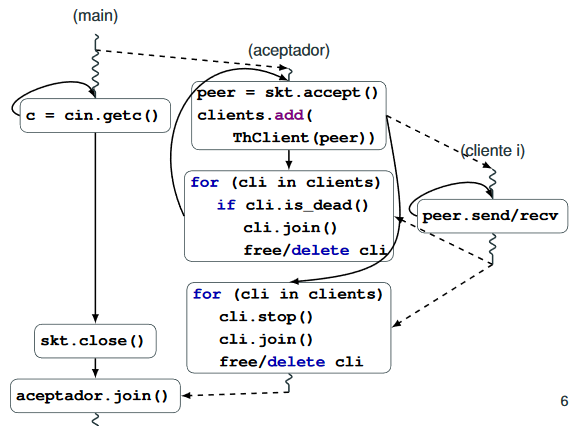 (main)
(aceptador)
c = cin.getc()
peer = skt.accept()
clients.add(
ThClient(peer))
(cliente i)
for (cli in clients)
if cli.is_dead()
cli.join()
free/delete cli
peer.send/recv
for (cli in clients)
cli.stop()
cli.join()
free/delete cli
skt.close()
aceptador.join()
6